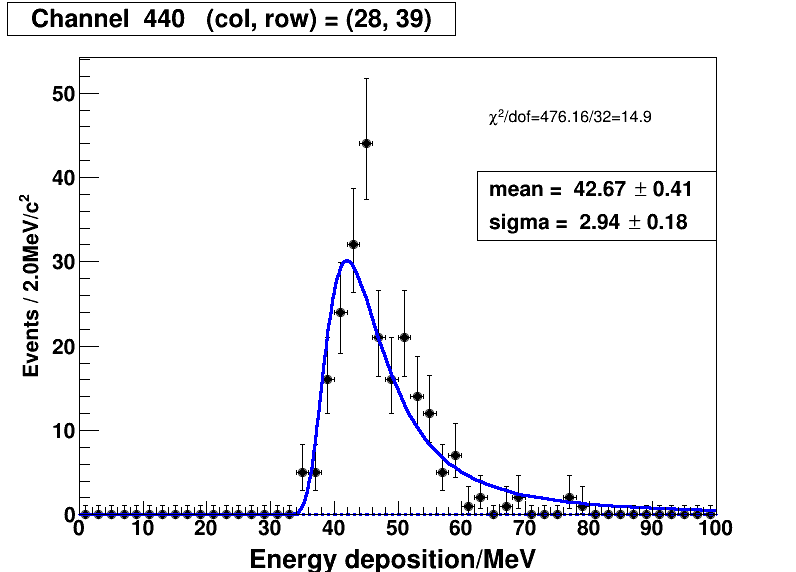 Channel  440   (col, row) = (28, 39)
χ²/dof=476.16/32=14.9
mean =  42.67 ± 0.41
sigma =  2.94 ± 0.18
Events / 2.0MeV/c²
50
40
30
20
10
0
0 10 20 30 40 50 60 70 80 90 100
Energy deposition/MeV